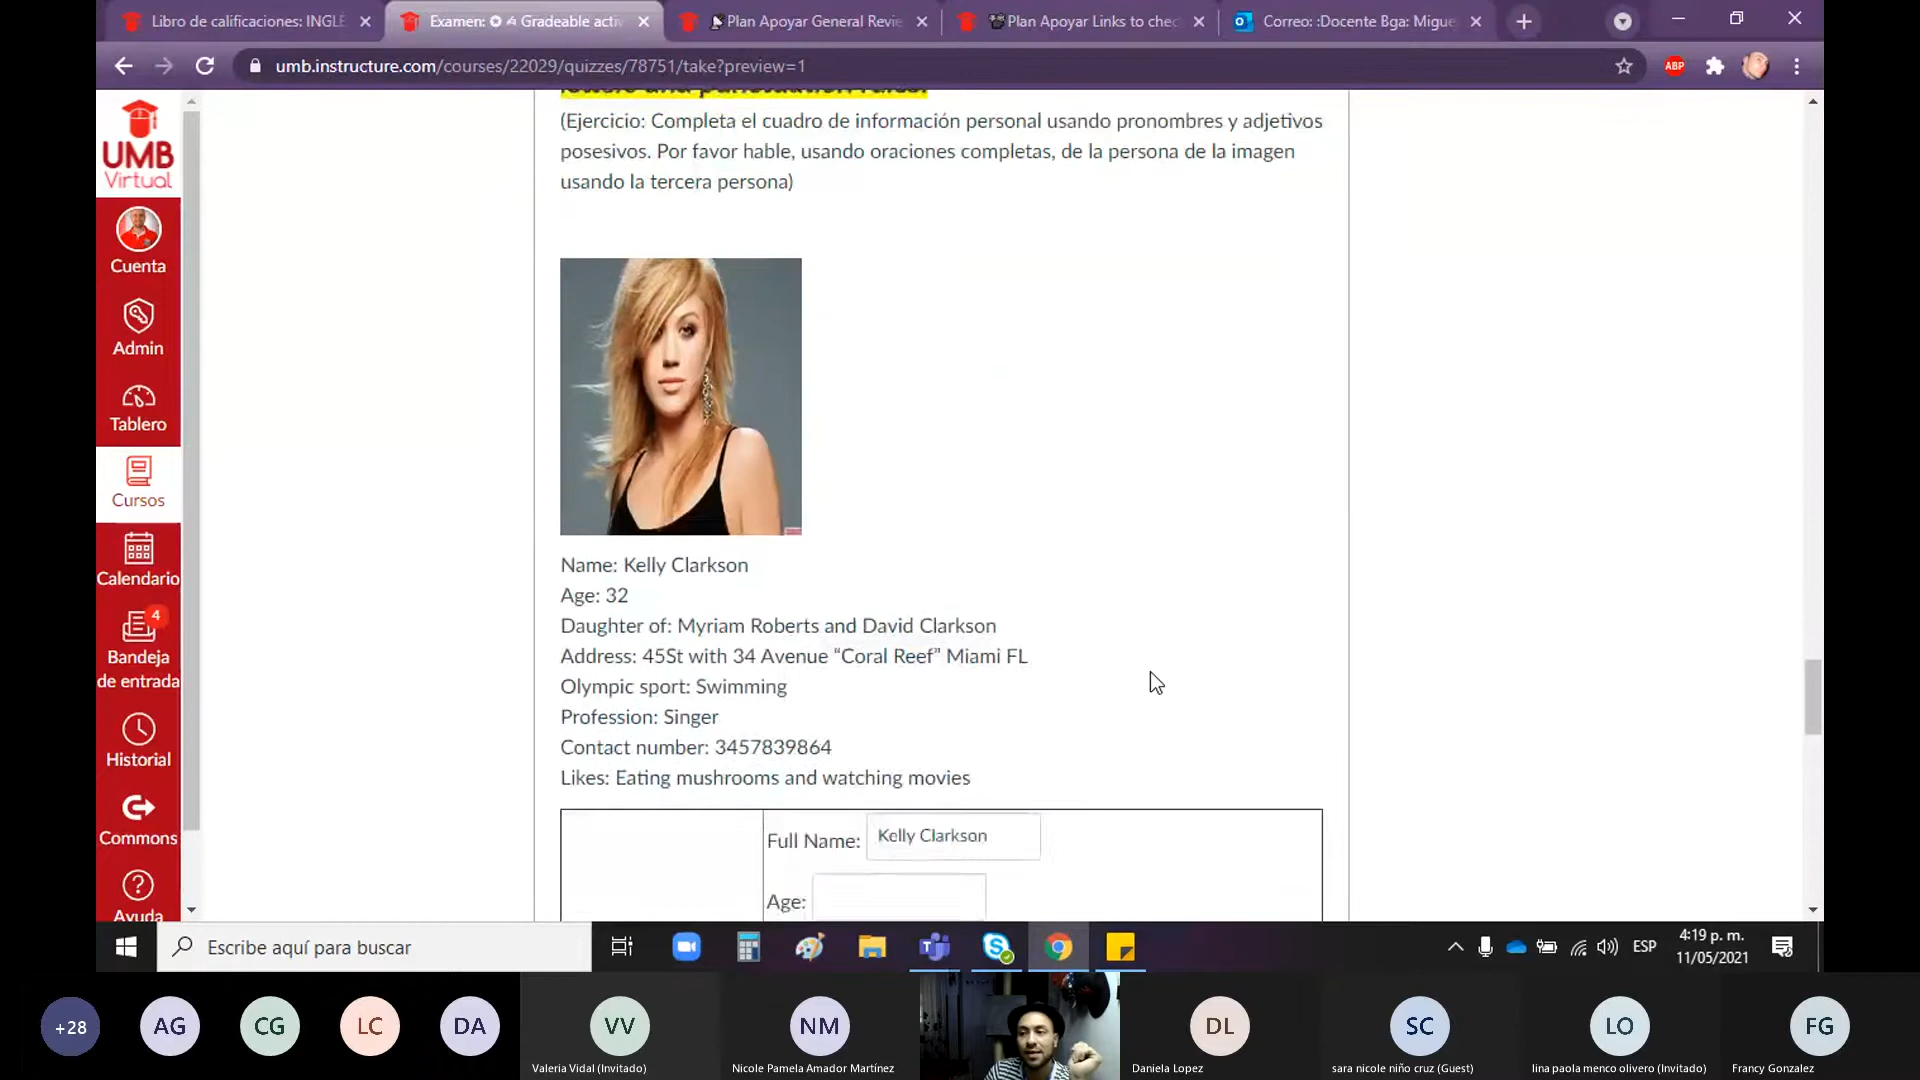 Libro de calificaciones: INGLÉ
Examen: ✪ Gradeable activ
Plan Apoyar General Revie
Plan Apoyar Links to chec
Correo: :Docente Bga: Migue
umb.instructure.com/courses/22029/quizzes/78751/take?preview=1
ABP
UMB
Virtual
Cuenta
Admin
Tablero
Cursos
Calendario
4
Bandeja
de entrada
Historial
Commons
Ayuda
(Ejercicio: Completa el cuadro de información personal usando pronombres y adjetivos
posesivos. Por favor hable, usando oraciones completas, de la persona de la imagen
usando la tercera persona)
Name: Kelly Clarkson
Age: 32
Daughter of: Myriam Roberts and David Clarkson
Address: 45St with 34 Avenue “Coral Reef” Miami FL
Olympic sport: Swimming
Profession: Singer
Contact number: 3457839864
Likes: Eating mushrooms and watching movies
Full Name: Kelly Clarkson
Age:
Escribe aquí para buscar
ESP
4:19 p. m.
11/05/2021
+28
AG
CG
LC
DA
VV
Valeria Vidal (Invitado)
NM
Nicole Pamela Amador Martínez
DL
Daniela Lopez
SC
sara nicole niño cruz (Guest)
LO
lina paola menco olivero (Invitado)
FG
Francy Gonzalez